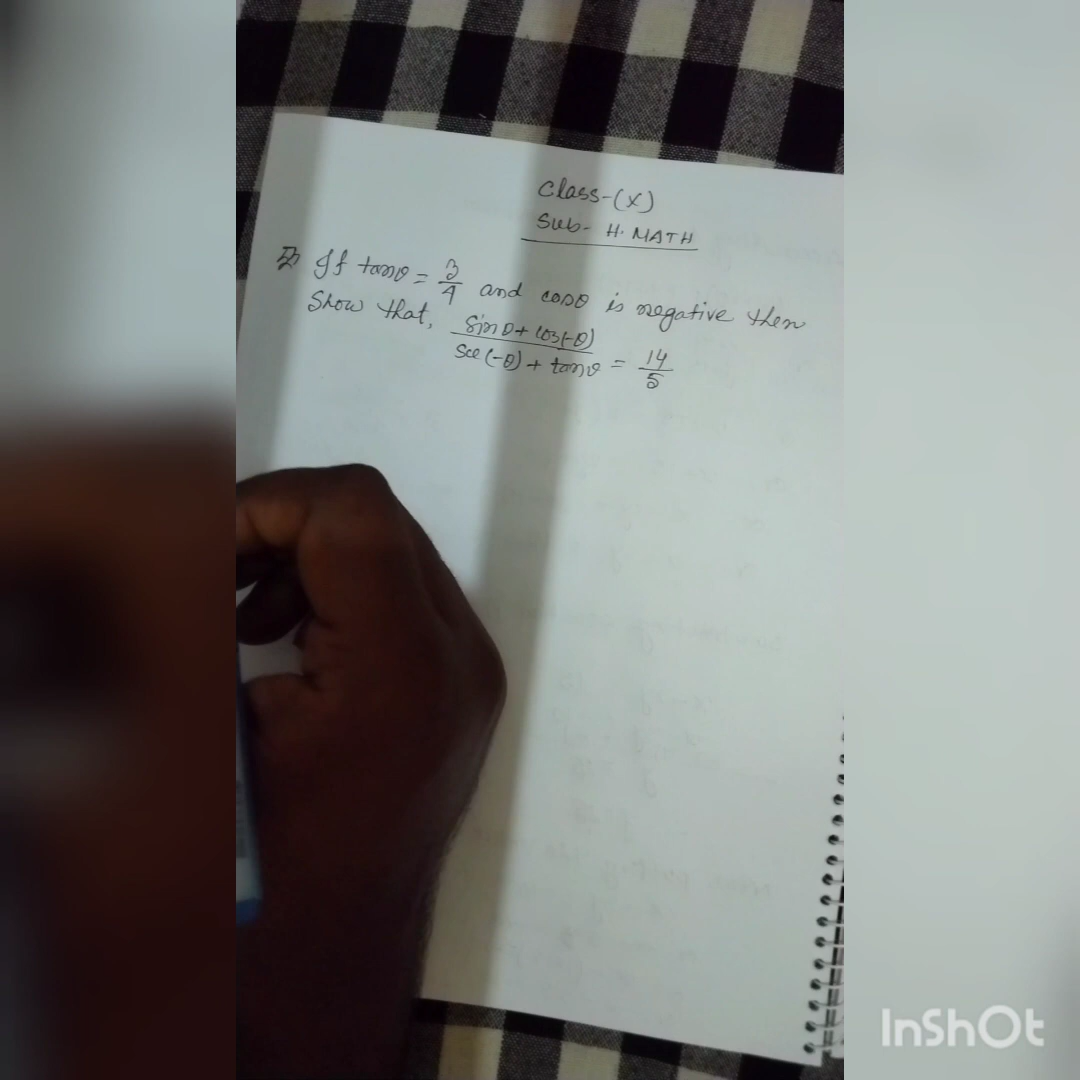 Class-(X)
Sub- H. MATH
If tanθ = 3/4 and cosθ is negative then
Show that, sinθ + cos(-θ) / sec(-θ) + tanθ = 14/5
InShOt